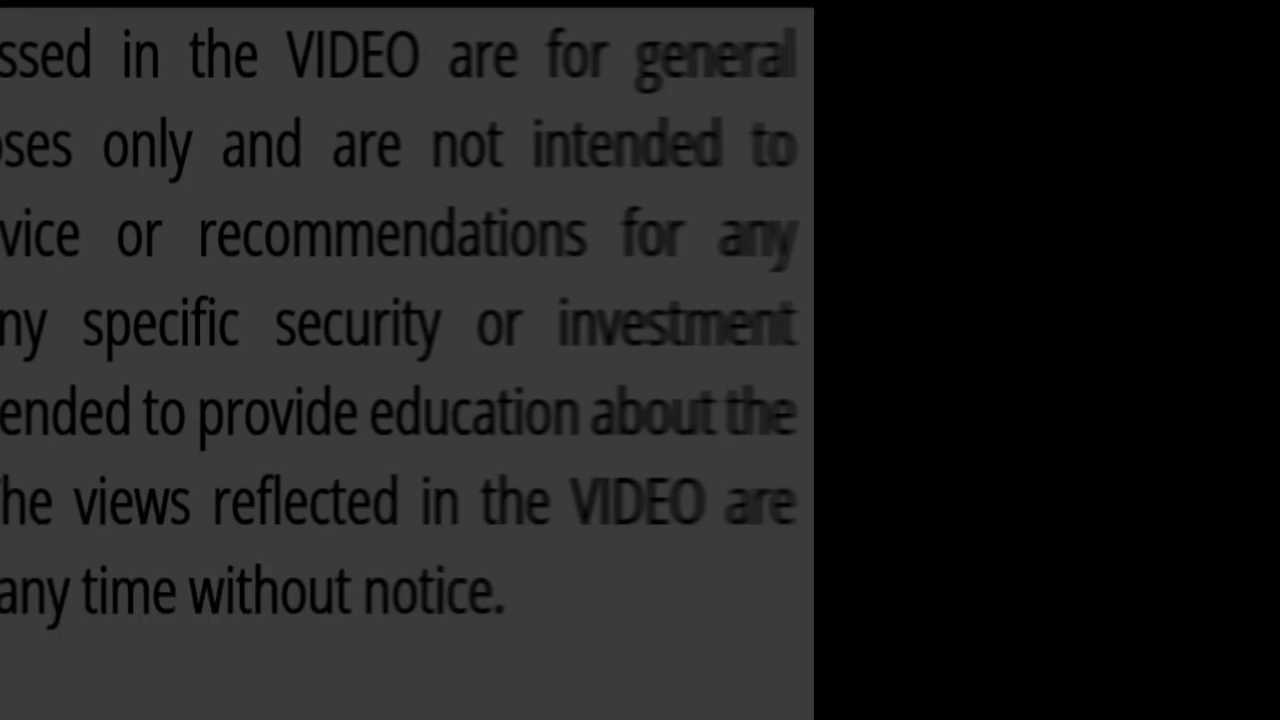 ssed in the VIDEO are for general
oses only and are not intended to
vice or recommendations for any
ny specific security or investment
ended to provide education about the
he views reflected in the VIDEO are
any time without notice.